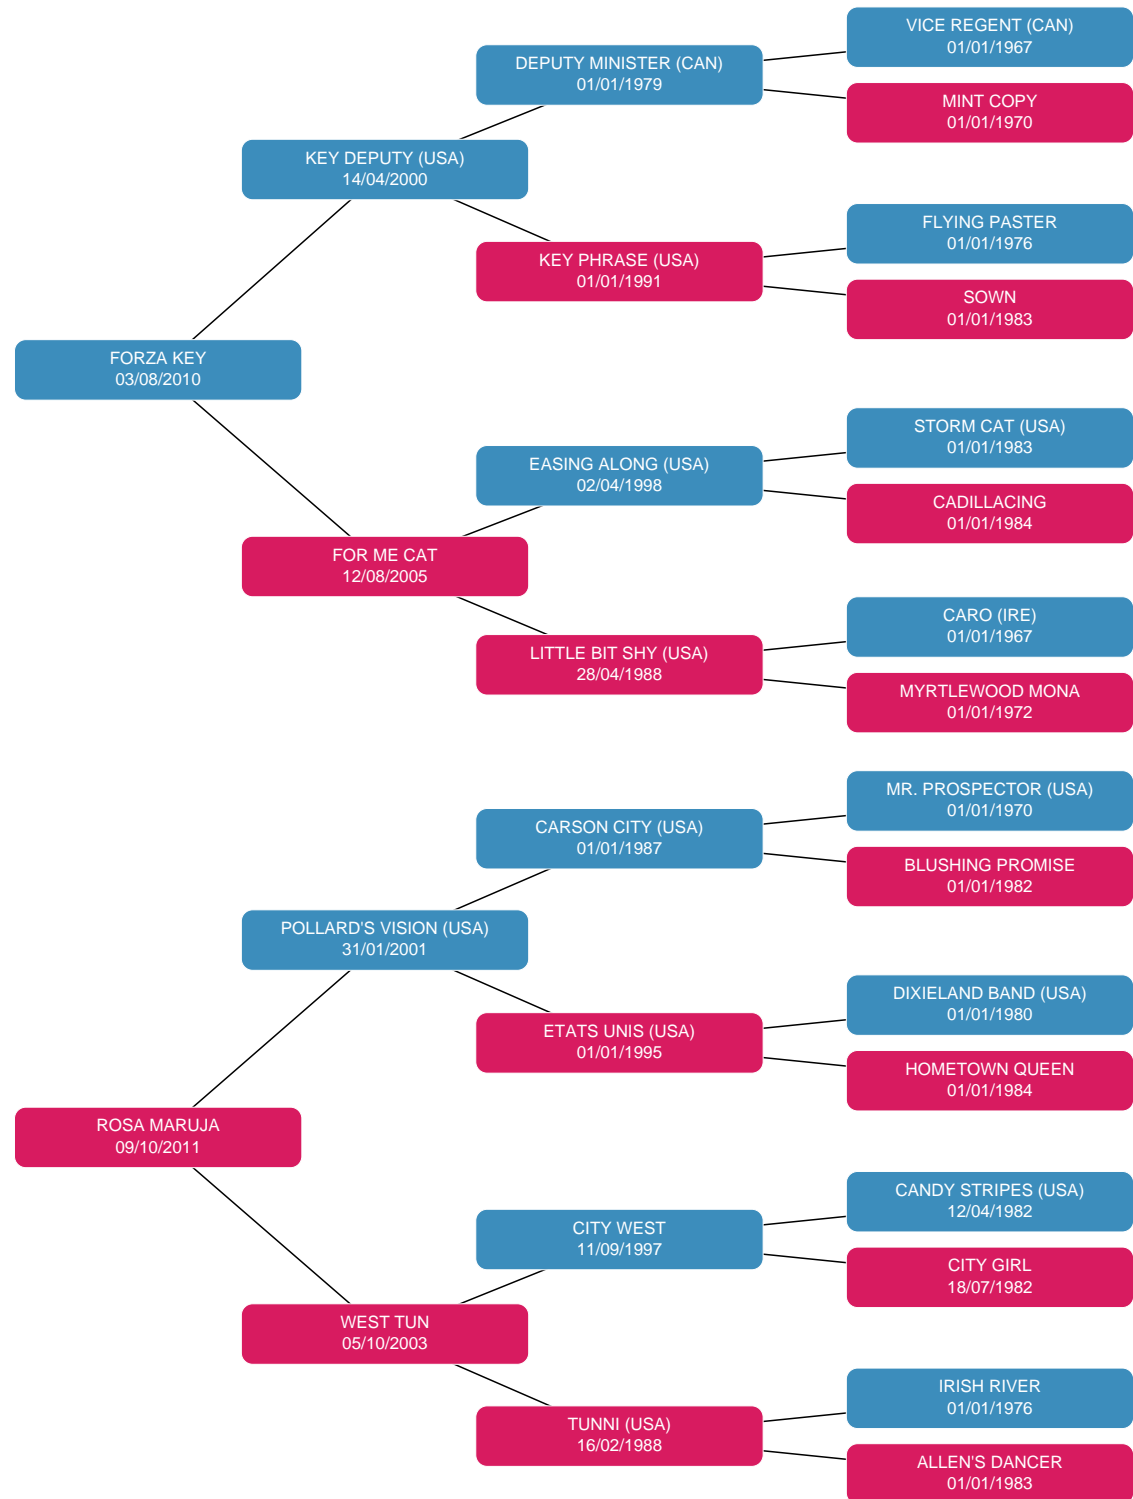 VICE REGENT (CAN)
01/01/1967
DEPUTY MINISTER (CAN)
01/01/1979
MINT COPY
01/01/1970
KEY DEPUTY (USA)
14/04/2000
FLYING PASTER
01/01/1976
KEY PHRASE (USA)
01/01/1991
SOWN
01/01/1983
FORZA KEY
03/08/2010
STORM CAT (USA)
01/01/1983
EASING ALONG (USA)
02/04/1998
CADILLACING
01/01/1984
FOR ME CAT
12/08/2005
CARO (IRE)
01/01/1967
LITTLE BIT SHY (USA)
28/04/1988
MYRTLEWOOD MONA
01/01/1972
MR. PROSPECTOR (USA)
01/01/1970
CARSON CITY (USA)
01/01/1987
BLUSHING PROMISE
01/01/1982
POLLARD'S VISION (USA)
31/01/2001
DIXIELAND BAND (USA)
01/01/1980
ETATS UNIS (USA)
01/01/1995
HOMETOWN QUEEN
01/01/1984
ROSA MARUJA
09/10/2011
CANDY STRIPES (USA)
12/04/1982
CITY WEST
11/09/1997
CITY GIRL
18/07/1982
WEST TUN
05/10/2003
IRISH RIVER
01/01/1976
TUNNI (USA)
16/02/1988
ALLEN'S DANCER
01/01/1983